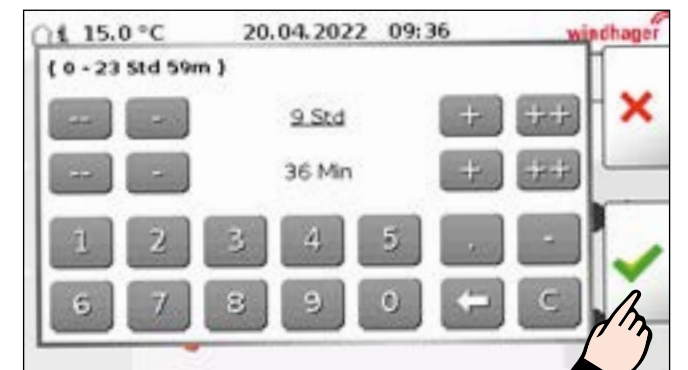 15.0 °C 20.04.2022 09:36 windhager
( 0 - 23 Std 59m )
-- - 9 Std + ++
-- - 36 Min + ++
1 2 3 4 5 . -
6 7 8 9 0 C